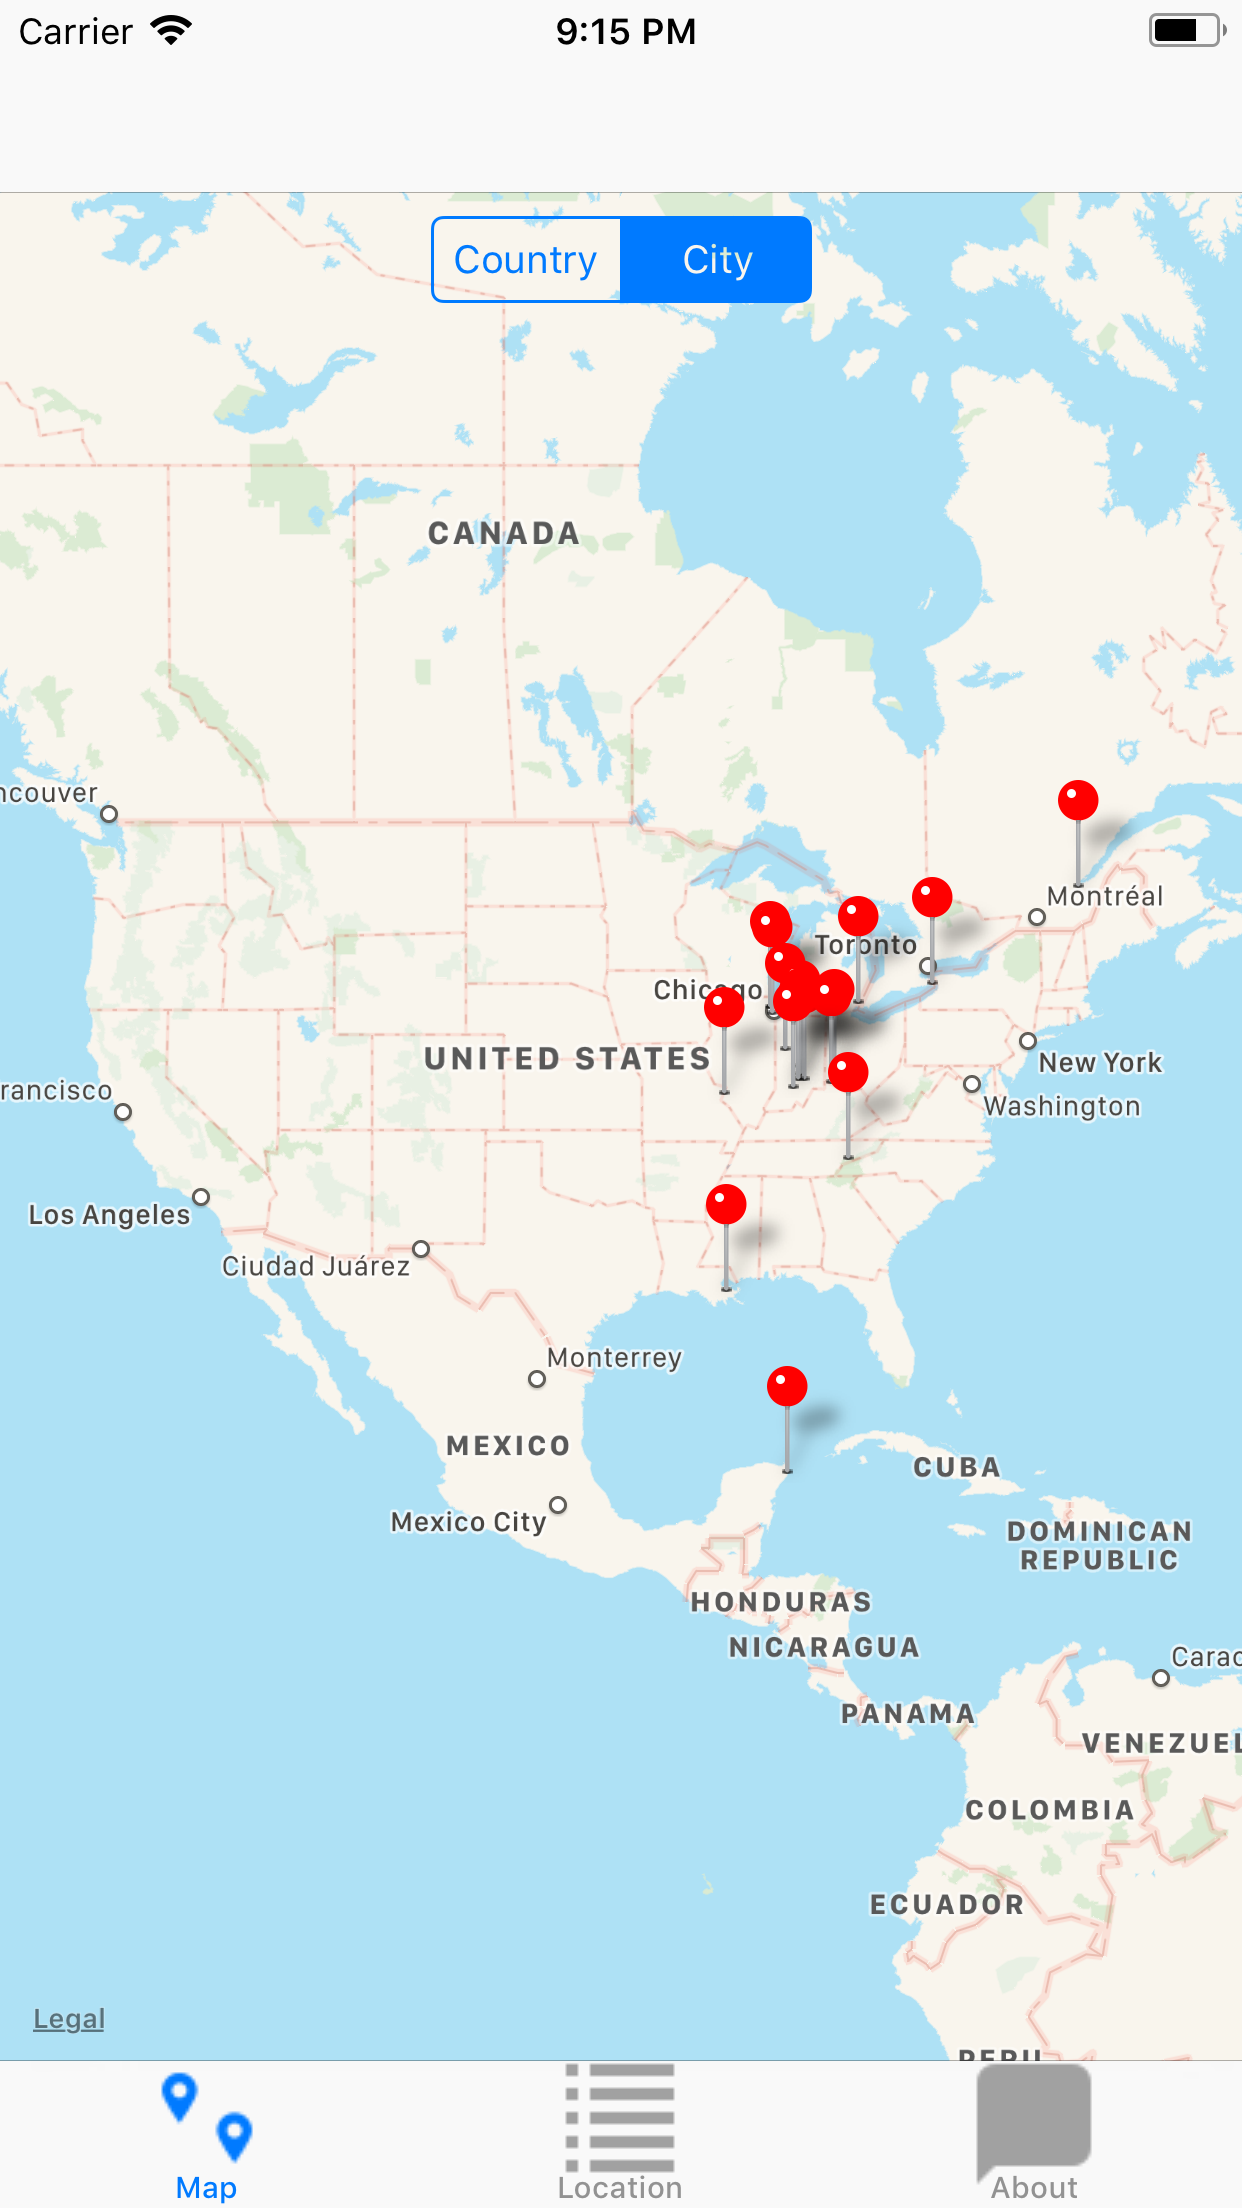 Carrier 9:15 PM
Country City
CANADA
ncouver
Montréal
Toronto
Chicago
UNITED STATES
New York
rancisco
Washington
Los Angeles
Ciudad Juárez
Monterrey
MEXICO
CUBA
Mexico City
DOMINICAN
REPUBLIC
HONDURAS
NICARAGUA
Carac
PANAMA
VENEZUEL
COLOMBIA
ECUADOR
Legal
PERU
Map Location About